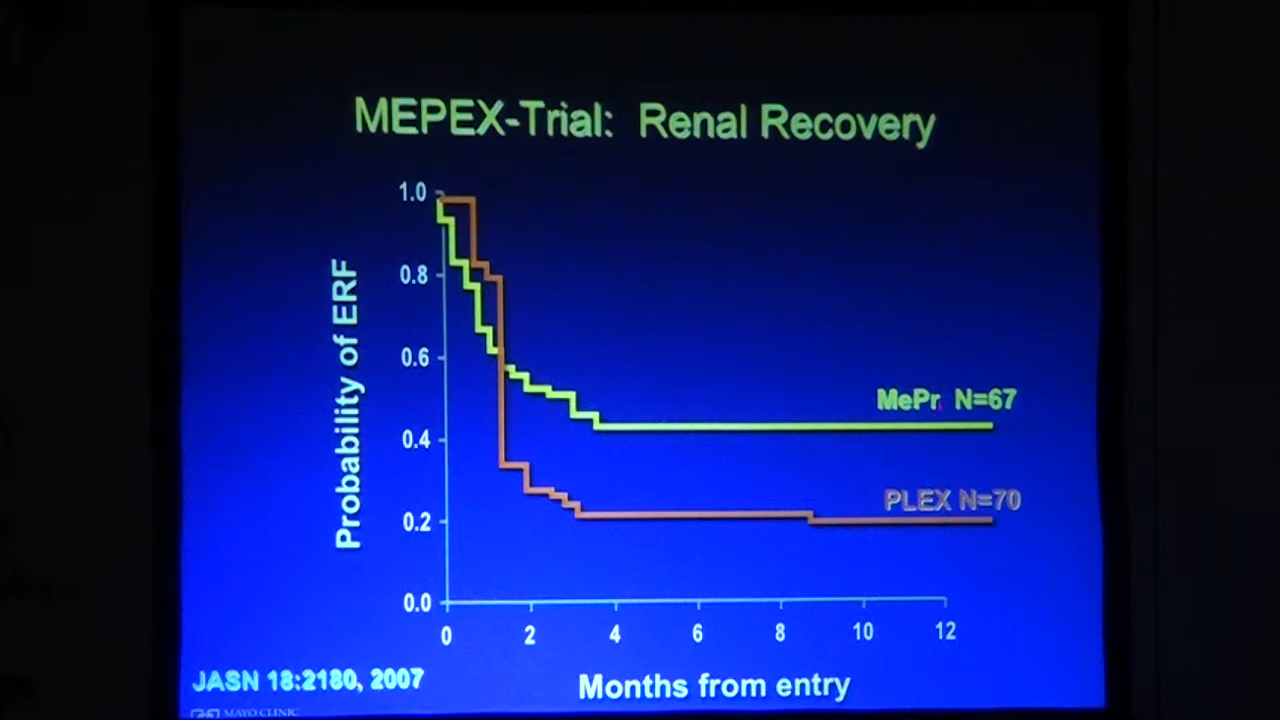 MEPEX-Trial: Renal Recovery
1.0
0.8
0.6
0.4
0.2
0.0
Probability of ERF
MePr N=67
PLEX N=70
0 2 4 6 8 10 12
Months from entry
JASN 18:2180, 2007
MAYO CLINIC